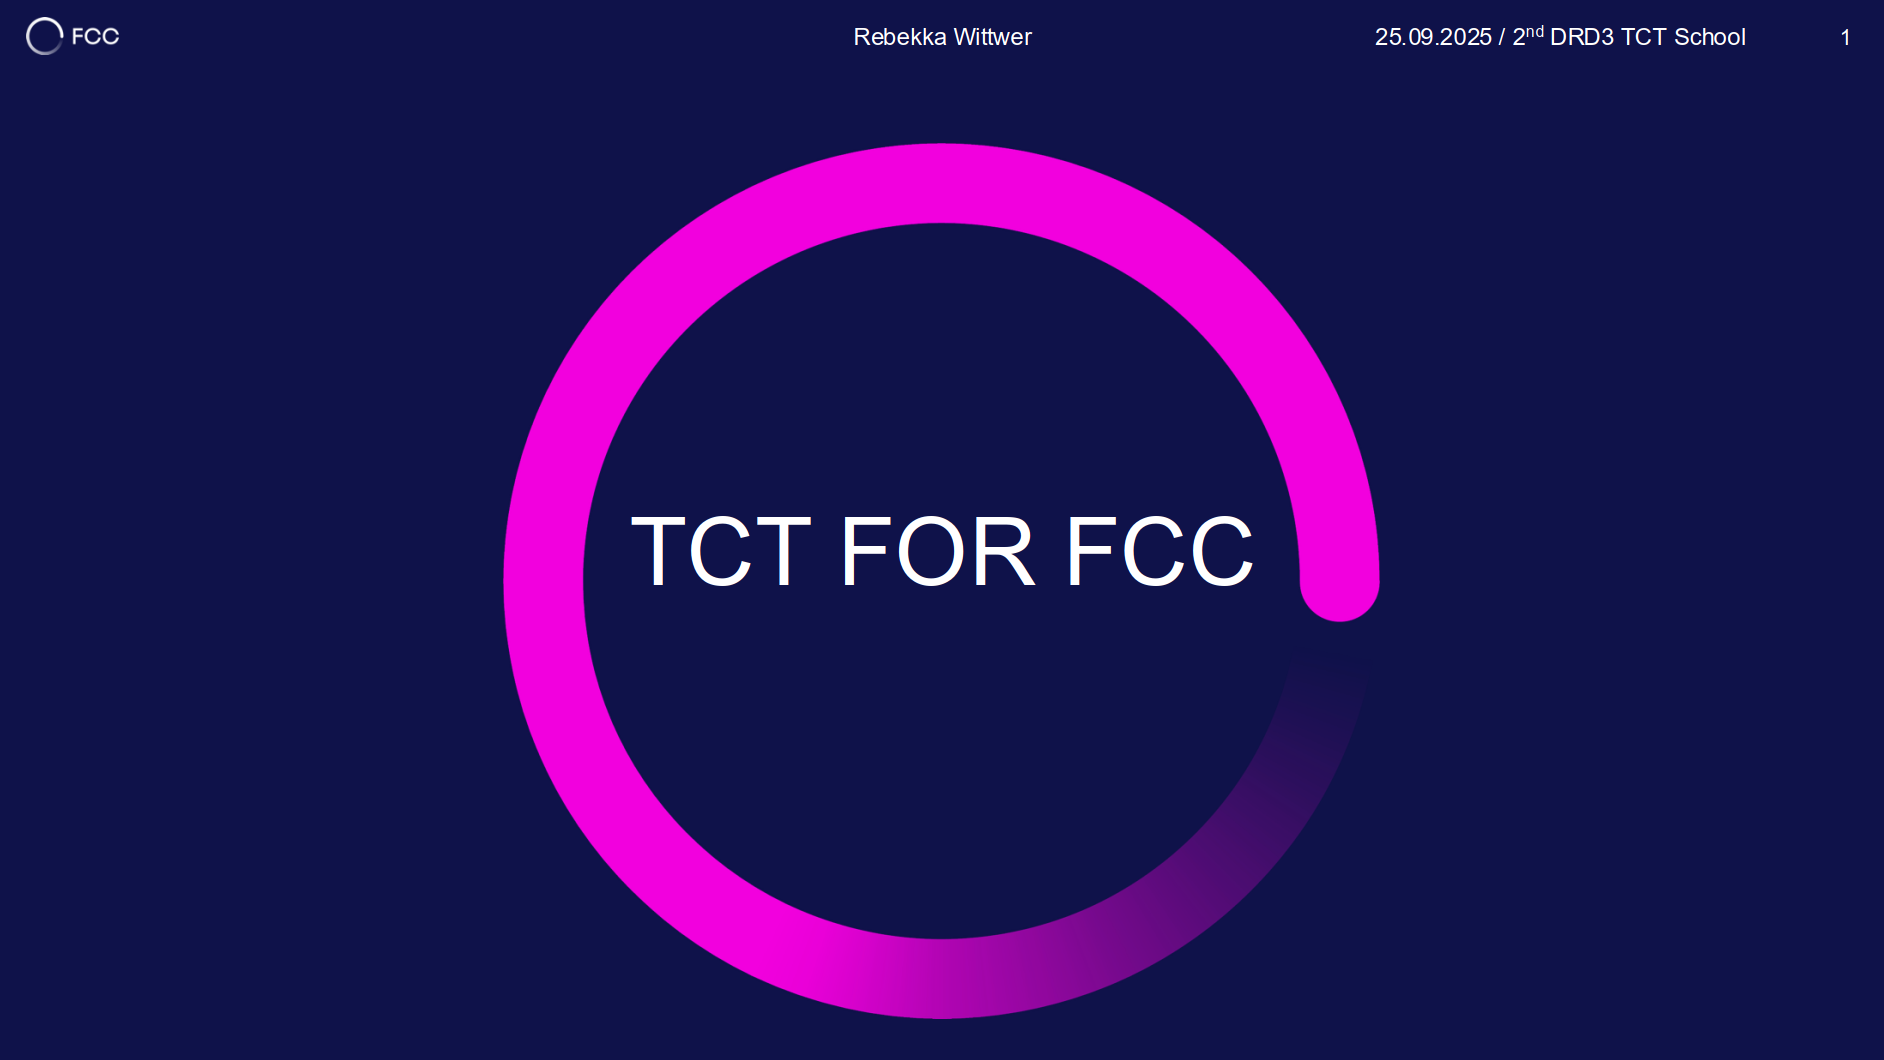 FCC
Rebekka Wittwer
25.09.2025 / 2nd DRD3 TCT School
1
TCT FOR FCC